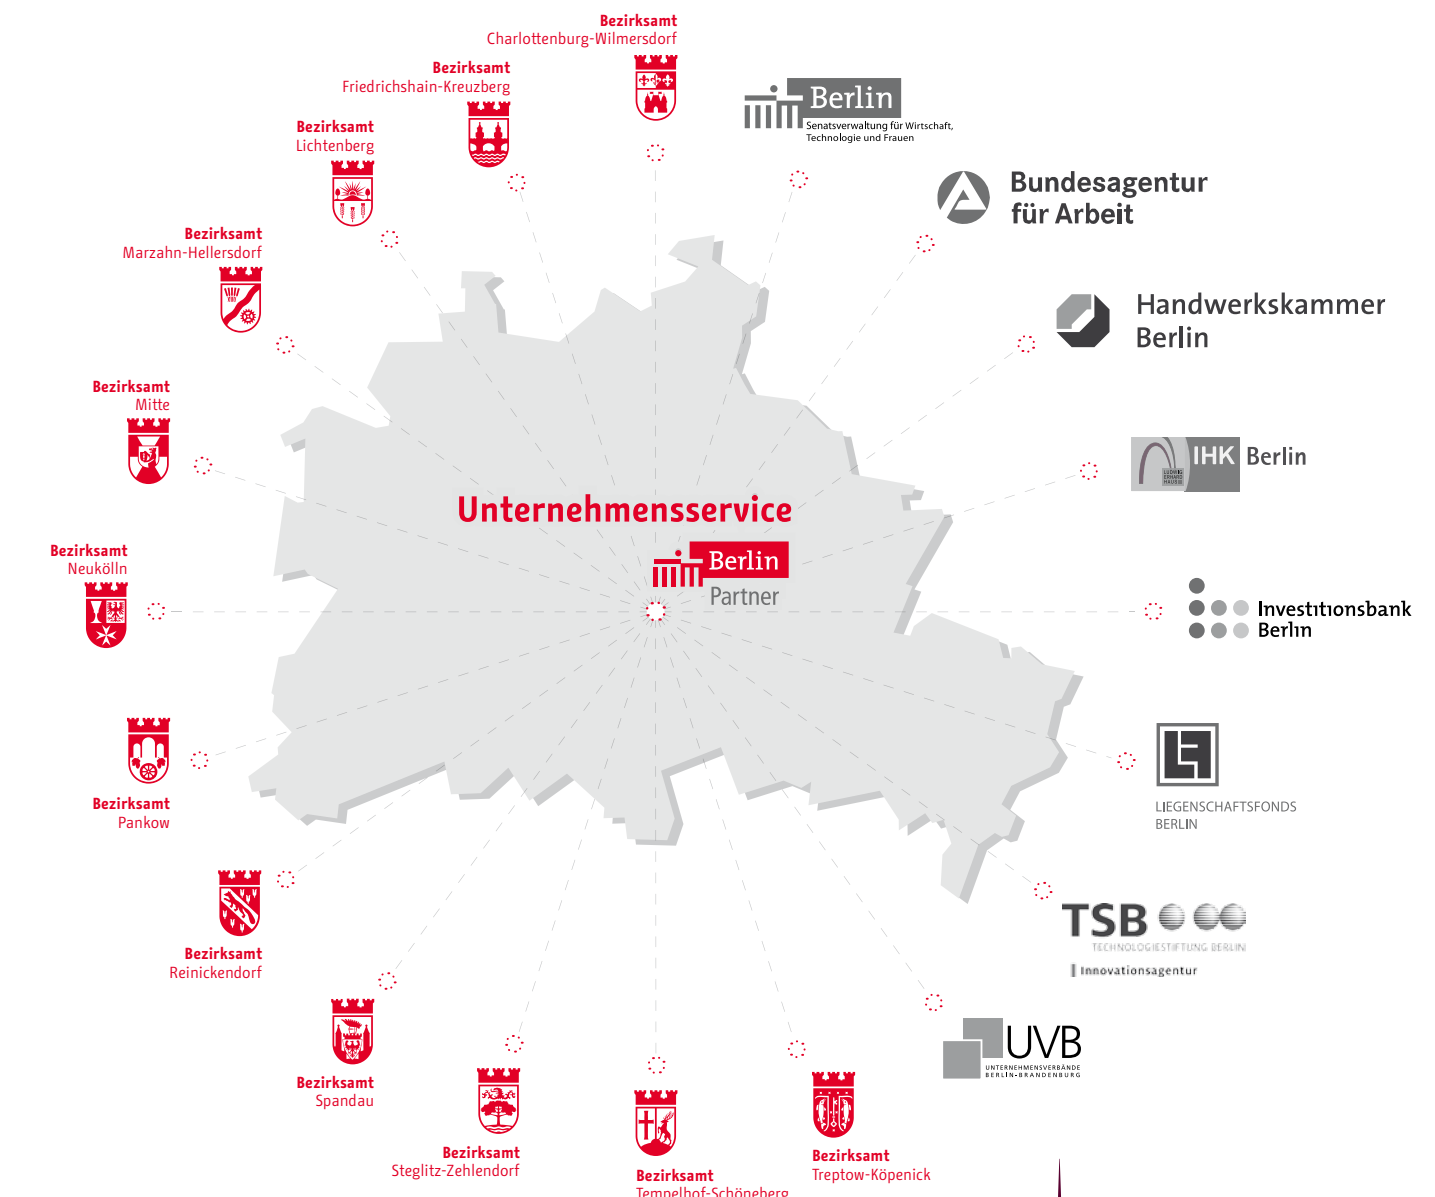 Bezirksamt
Charlottenburg-Wilmersdorf
Bezirksamt
Friedrichshain-Kreuzberg
Bezirksamt
Lichtenberg
Bezirksamt
Marzahn-Hellersdorf
Bezirksamt
Mitte
Bezirksamt
Neukölln
Bezirksamt
Pankow
Bezirksamt
Reinickendorf
Bezirksamt
Spandau
Bezirksamt
Steglitz-Zehlendorf
Bezirksamt
Tempelhof-Schöneberg
Bezirksamt
Treptow-Köpenick
Unternehmensservice
Berlin
Partner
Berlin
Senatsverwaltung für Wirtschaft,
Technologie und Frauen
Bundesagentur
für Arbeit
Handwerkskammer
Berlin
LUDWIG
ERHARD
HAUS
IHK Berlin
Investitionsbank
Berlin
LIEGENSCHAFTSFONDS
BERLIN
TSB
TECHNOLOGIESTIFTUNG BERLIN
Innovationsagentur
UVB
UNTERNEHMENSVERBÄNDE
BERLIN-BRANDENBURG